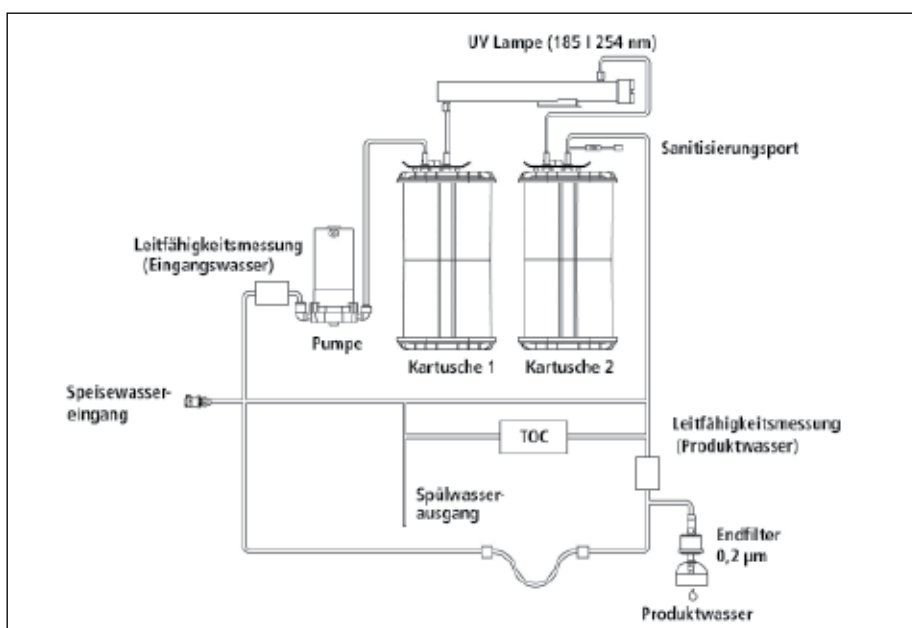 UV Lampe (185 I 254 nm)
Sanitisierungsport
Leitfähigkeitsmessung
(Eingangswasser)
Pumpe
Kartusche 1
Kartusche 2
Speisewasser-
eingang
TOC
Leitfähigkeitsmessung
(Produktwasser)
Spülwasser-
ausgang
Endfilter
0,2 µm
Produktwasser